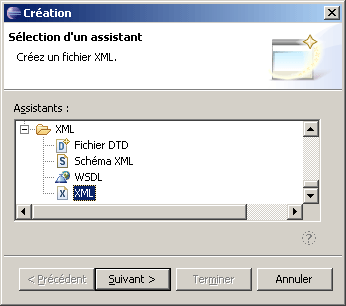 Création
Sélection d'un assistant
Créez un fichier XML.
Assistants :
XML
Fichier DTD
Schéma XML
WSDL
XML
?
< Précédent Suivant > Terminer Annuler